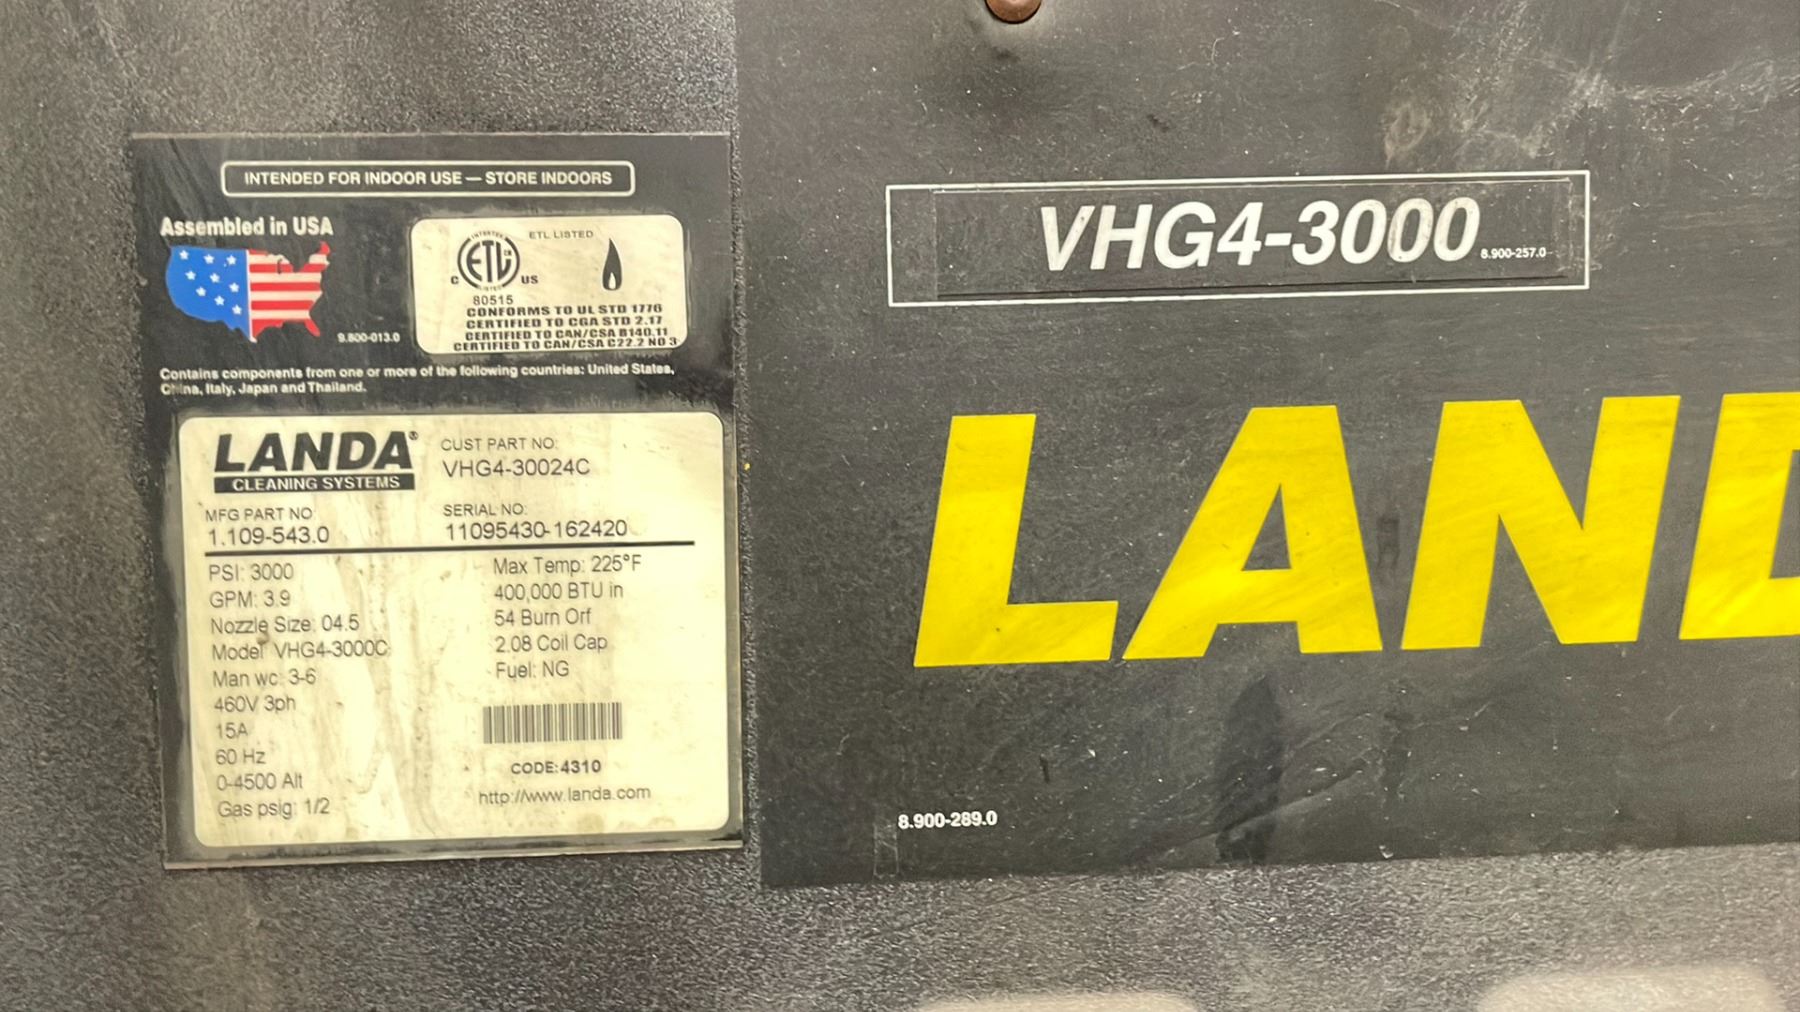 INTENDED FOR INDOOR USE — STORE INDOORS
Assembled in USA
9.800-013.0
INTERTEK
ETL
CM
LISTED
C
US
ETL LISTED
80515
CONFORMS TO UL STD 1776
CERTIFIED TO CGA STD 2.17
CERTIFIED TO CAN/CSA B140.11
CERTIFIED TO CAN/CSA C22.2 NO 3
Contains components from one or more of the following countries: United States,
China, Italy, Japan and Thailand.
LANDA®
CLEANING SYSTEMS
CUST PART NO:
VHG4-30024C
MFG PART NO
1.109-543.0
SERIAL NO:
11095430-162420
PSI: 3000
GPM: 3.9
Nozzle Size: 04.5
Model VHG4-3000C
Man wc: 3-6
460V 3ph
15A
60 Hz
0-4500 Alt
Gas psig: 1/2
Max Temp: 225°F
400,000 BTU in
54 Burn Orf
2.08 Coil Cap
Fuel: NG
CODE:4310
http://www.landa.com
VHG4-3000
8.900-257.0
LAND
8.900-289.0